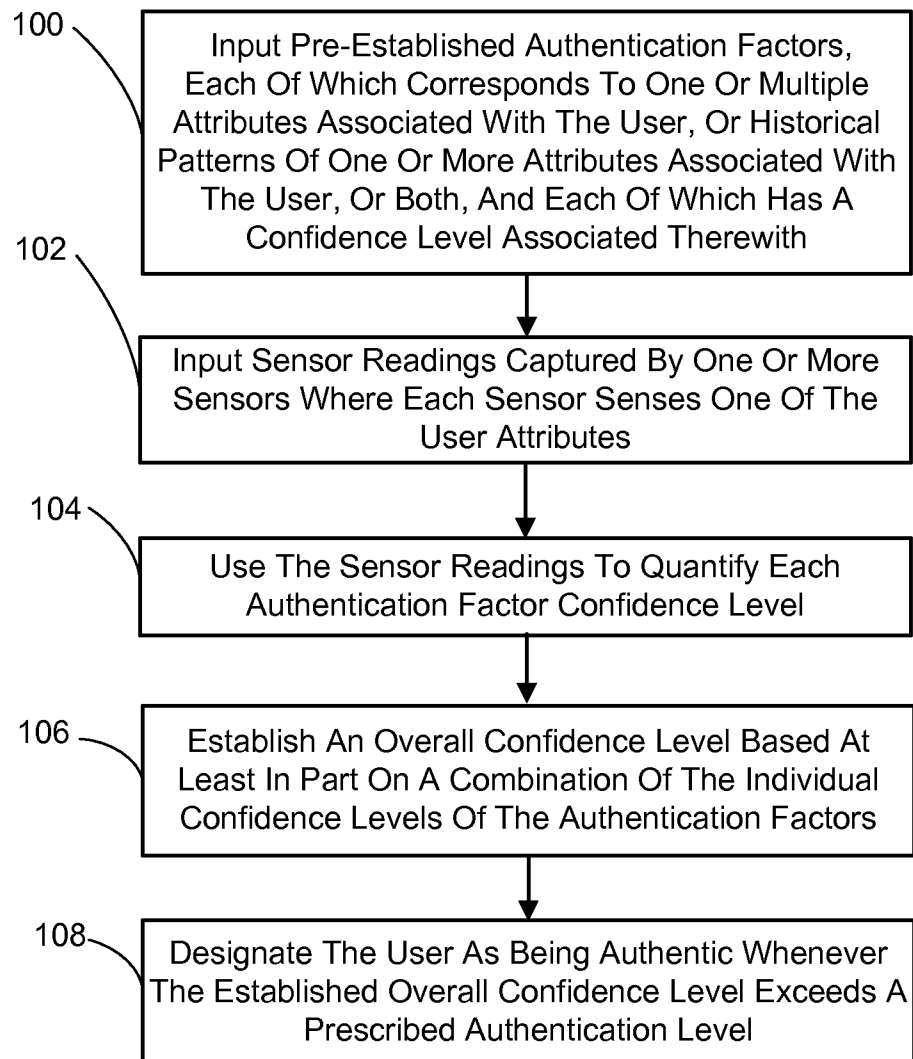 100
Input Pre-Established Authentication Factors,
Each Of Which Corresponds To One Or Multiple
Attributes Associated With The User, Or Historical
Patterns Of One Or More Attributes Associated With
The User, Or Both, And Each Of Which Has A
Confidence Level Associated Therewith
102
Input Sensor Readings Captured By One Or More
Sensors Where Each Sensor Senses One Of The
User Attributes
104
Use The Sensor Readings To Quantify Each
Authentication Factor Confidence Level
106
Establish An Overall Confidence Level Based At
Least In Part On A Combination Of The Individual
Confidence Levels Of The Authentication Factors
108
Designate The User As Being Authentic Whenever
The Established Overall Confidence Level Exceeds A
Prescribed Authentication Level